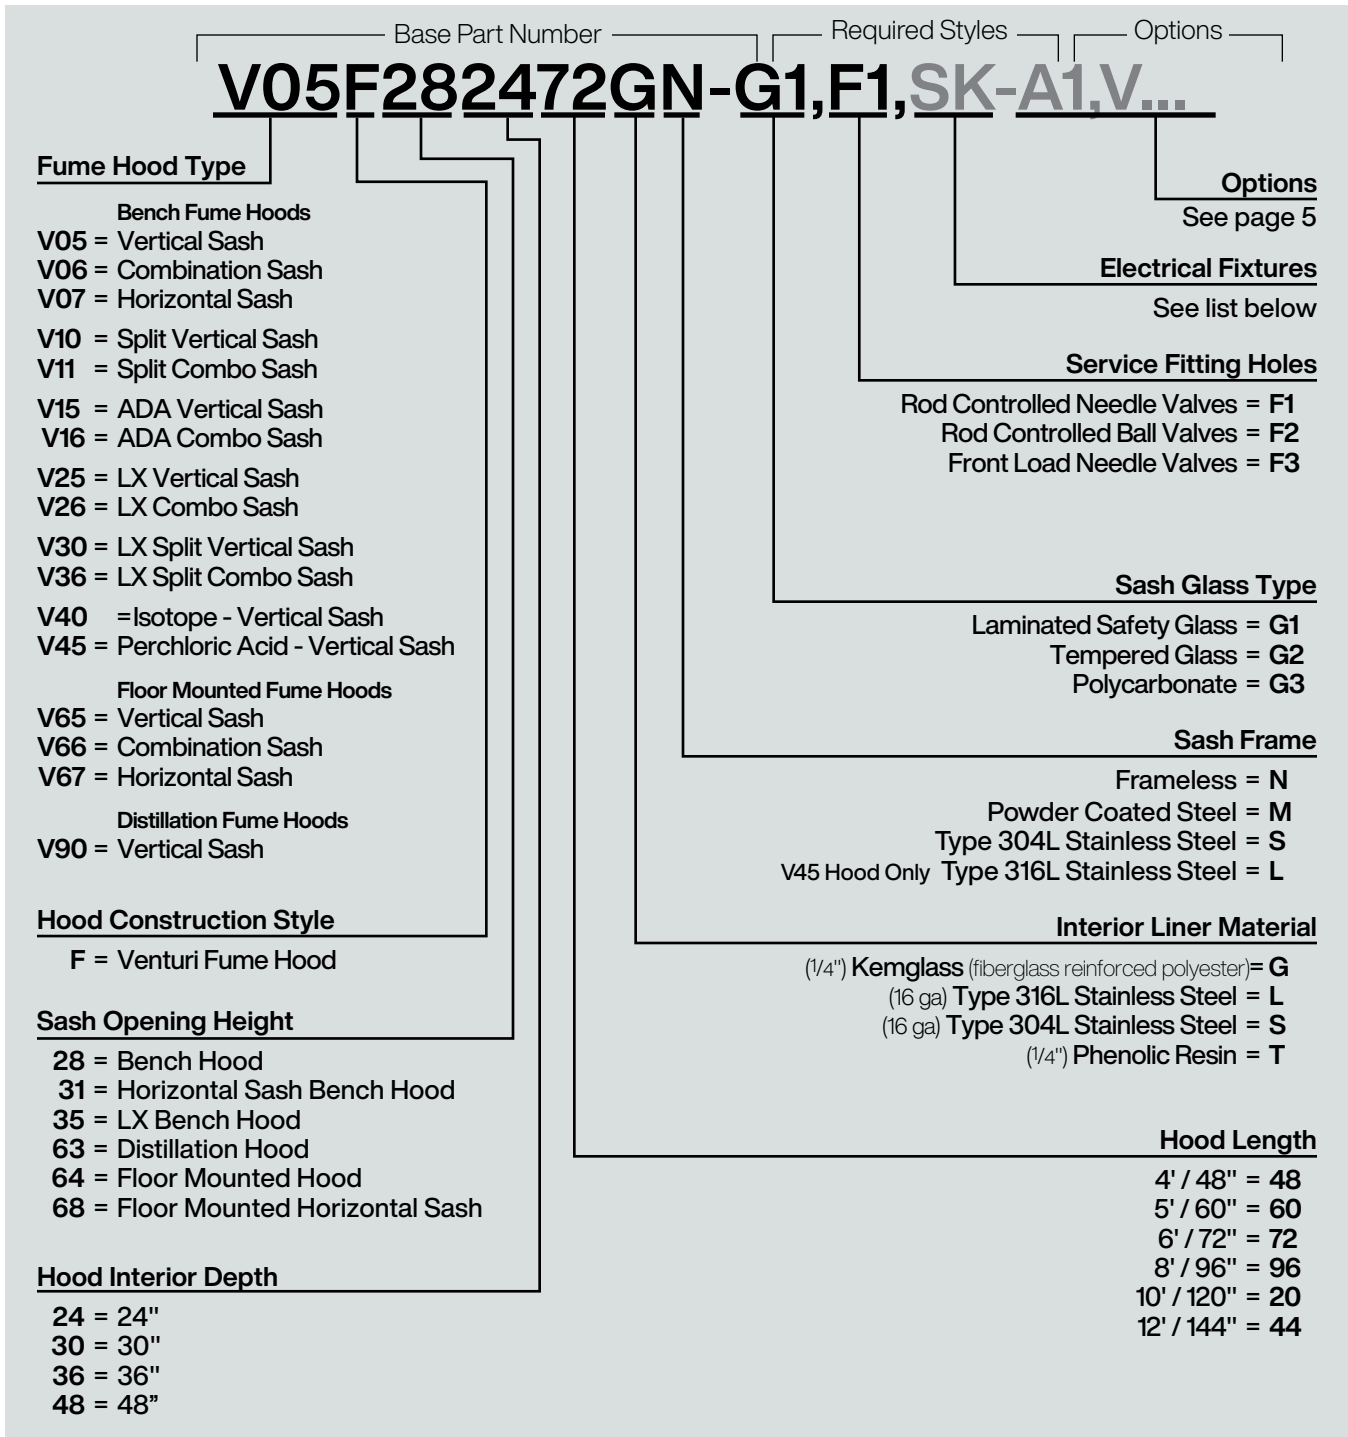 Base Part Number
Required Styles
Options
V05F282472GN-G1,F1,SK-A1,V...
Fume Hood Type
Bench Fume Hoods
V05 = Vertical Sash
V06 = Combination Sash
V07 = Horizontal Sash
V10 = Split Vertical Sash
V11 = Split Combo Sash
V15 = ADA Vertical Sash
V16 = ADA Combo Sash
V25 = LX Vertical Sash
V26 = LX Combo Sash
V30 = LX Split Vertical Sash
V36 = LX Split Combo Sash
V40 =Isotope - Vertical Sash
V45 = Perchloric Acid - Vertical Sash
Floor Mounted Fume Hoods
V65 = Vertical Sash
V66 = Combination Sash
V67 = Horizontal Sash
Distillation Fume Hoods
V90 = Vertical Sash
Hood Construction Style
F = Venturi Fume Hood
Sash Opening Height
28 = Bench Hood
31 = Horizontal Sash Bench Hood
35 = LX Bench Hood
63 = Distillation Hood
64 = Floor Mounted Hood
68 = Floor Mounted Horizontal Sash
Hood Interior Depth
24 = 24"
30 = 30"
36 = 36"
48 = 48”
Options
See page 5
Electrical Fixtures
See list below
Service Fitting Holes
Rod Controlled Needle Valves = F1
Rod Controlled Ball Valves = F2
Front Load Needle Valves = F3
Sash Glass Type
Laminated Safety Glass = G1
Tempered Glass = G2
Polycarbonate = G3
Sash Frame
Frameless = N
Powder Coated Steel = M
Type 304L Stainless Steel = S
V45 Hood Only Type 316L Stainless Steel = L
Interior Liner Material
(1/4") Kemglass (fiberglass reinforced polyester)= G
(16 ga) Type 316L Stainless Steel = L
(16 ga) Type 304L Stainless Steel = S
(1/4") Phenolic Resin = T
Hood Length
4' / 48" = 48
5' / 60" = 60
6' / 72" = 72
8' / 96" = 96
10' / 120" = 20
12' / 144" = 44